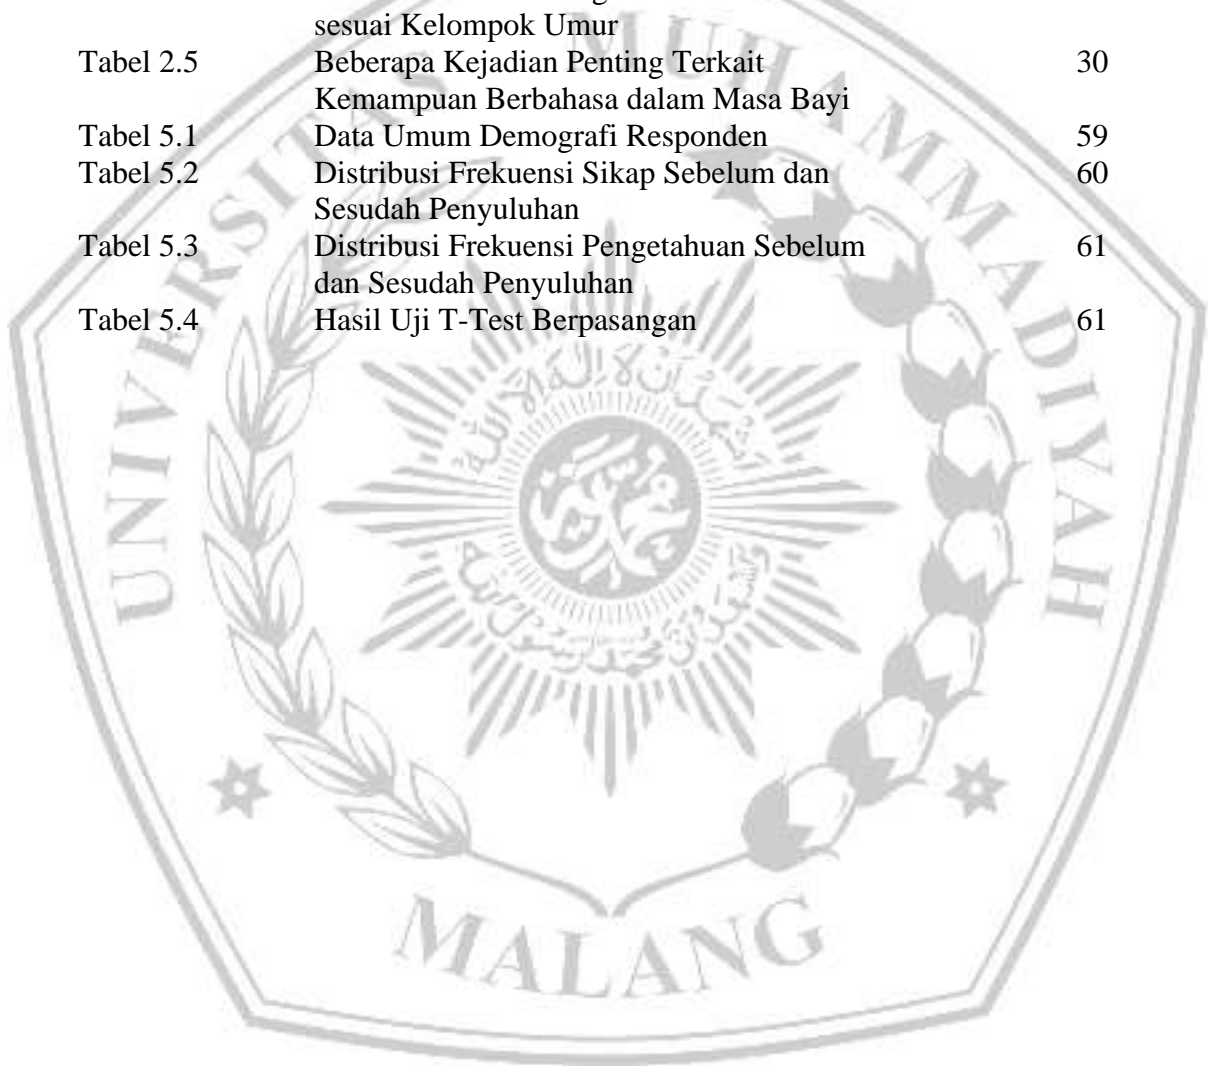 sesuai Kelompok Umur
Tabel 2.5 Beberapa Kejadian Penting Terkait 30
Kemampuan Berbahasa dalam Masa Bayi
Tabel 5.1 Data Umum Demografi Responden 59
Tabel 5.2 Distribusi Frekuensi Sikap Sebelum dan 60
Sesudah Penyuluhan
Tabel 5.3 Distribusi Frekuensi Pengetahuan Sebelum 61
dan Sesudah Penyuluhan
Tabel 5.4 Hasil Uji T-Test Berpasangan 61
UNIVERSITAS MUHAMMADIYAH
MALANG